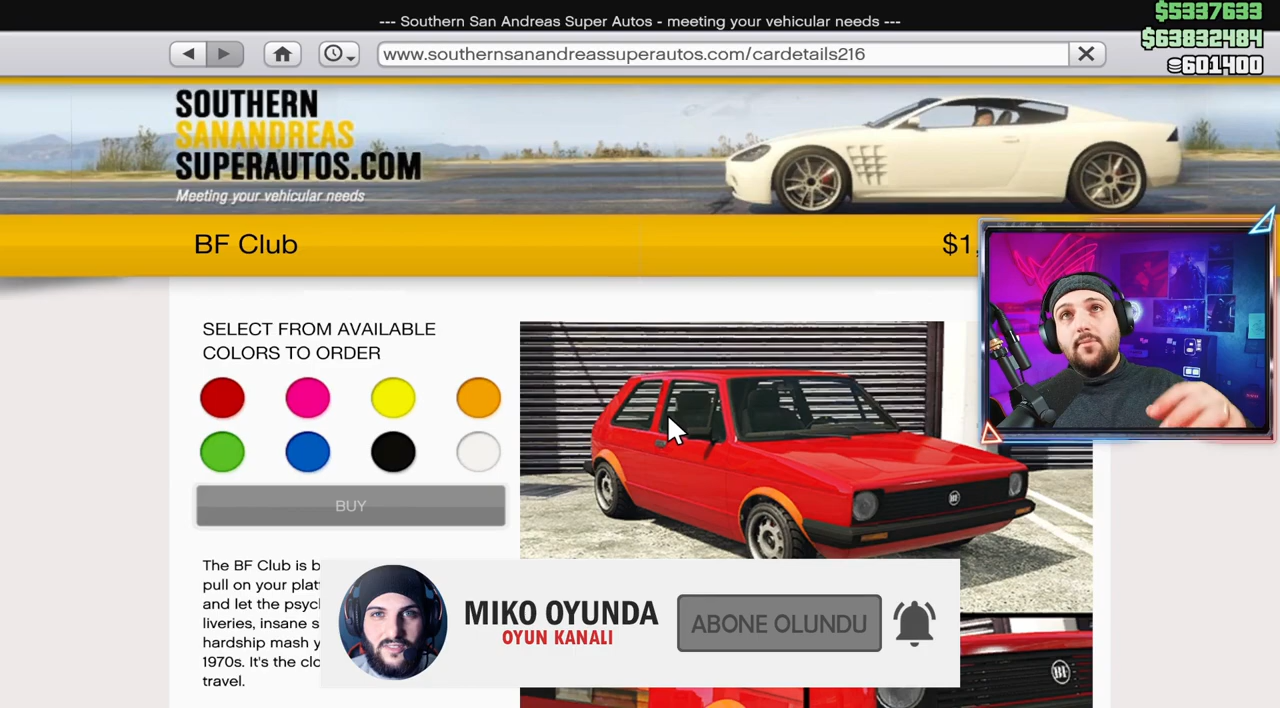 --- Southern San Andreas Super Autos - meeting your vehicular needs ---
$5337633
$63832484
601400
www.southernsanandreassuperautos.com/cardetails216
SOUTHERN
SANANDREAS
SUPERAUTOS.COM
Meeting your vehicular needs
BF Club
$1,
SELECT FROM AVAILABLE
COLORS TO ORDER
BUY
The BF Club is b
pull on your plat
and let the psycl
liveries, insane s
hardship mash y
1970s. It's the clo
travel.
MIKO OYUNDA
OYUN KANALI
ABONE OLUNDU